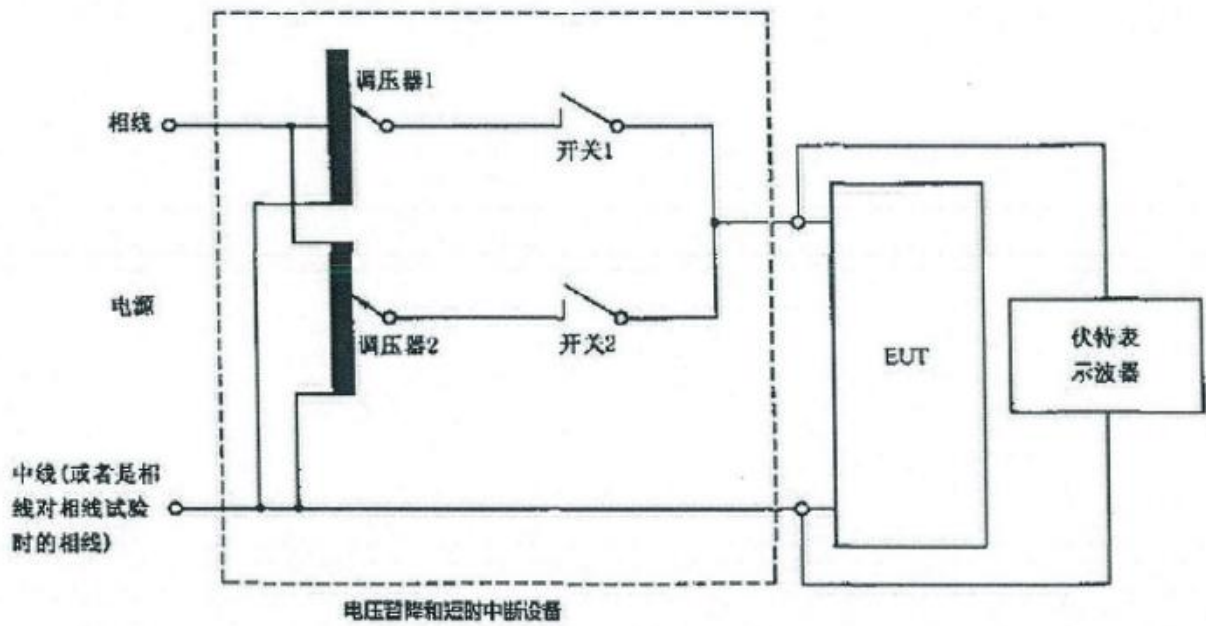 调压器1
相线
开关1
电源
调压器2
开关2
EUT
伏特表
示波器
中线(或者是相
线对相线试验
时的相线)
电压暂降和短时中断设备